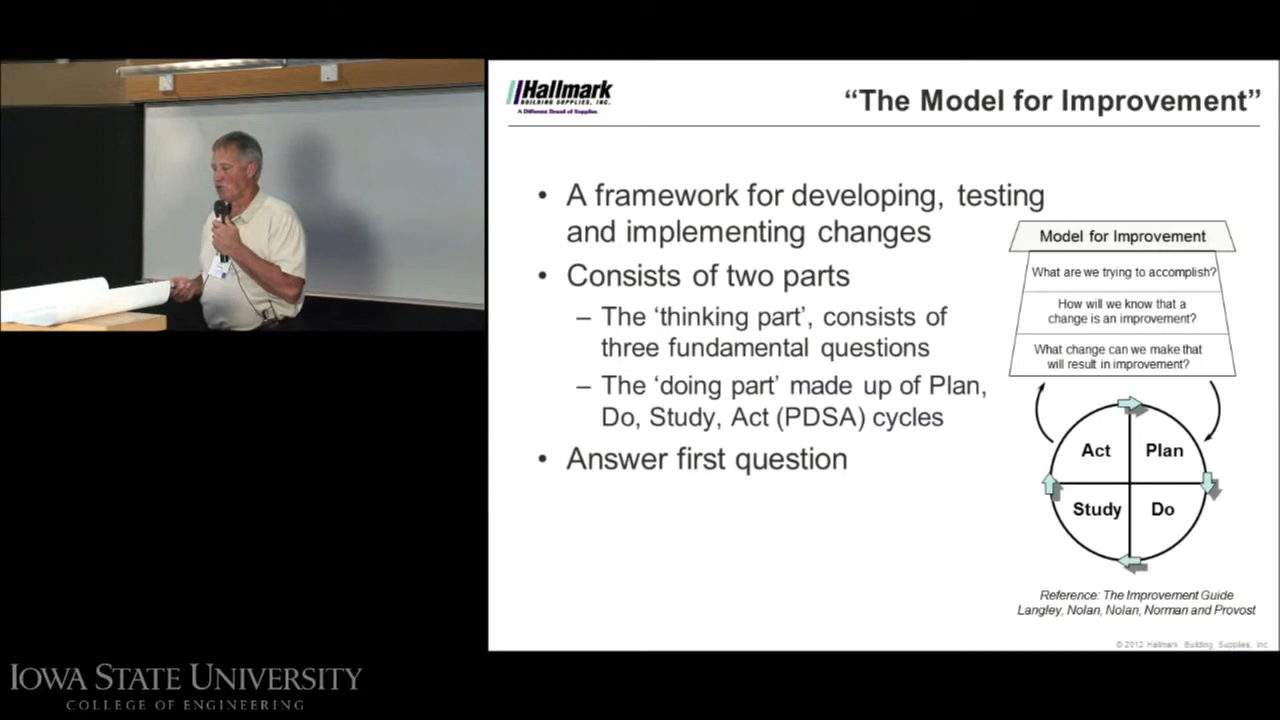 Hallmark
BUILDING SUPPLIES, INC.
A Different Brand of Supplies.
“The Model for Improvement”
• A framework for developing, testing
and implementing changes
• Consists of two parts
– The ‘thinking part’, consists of
three fundamental questions
– The ‘doing part’ made up of Plan,
Do, Study, Act (PDSA) cycles
• Answer first question
Model for Improvement
What are we trying to accomplish?
How will we know that a
change is an improvement?
What change can we make that
will result in improvement?
Act Plan
Study Do
Reference: The Improvement Guide
Langley, Nolan, Nolan, Norman and Provost
© 2012 Hallmark Building Supplies, Inc
IOWA STATE UNIVERSITY
COLLEGE OF ENGINEERING